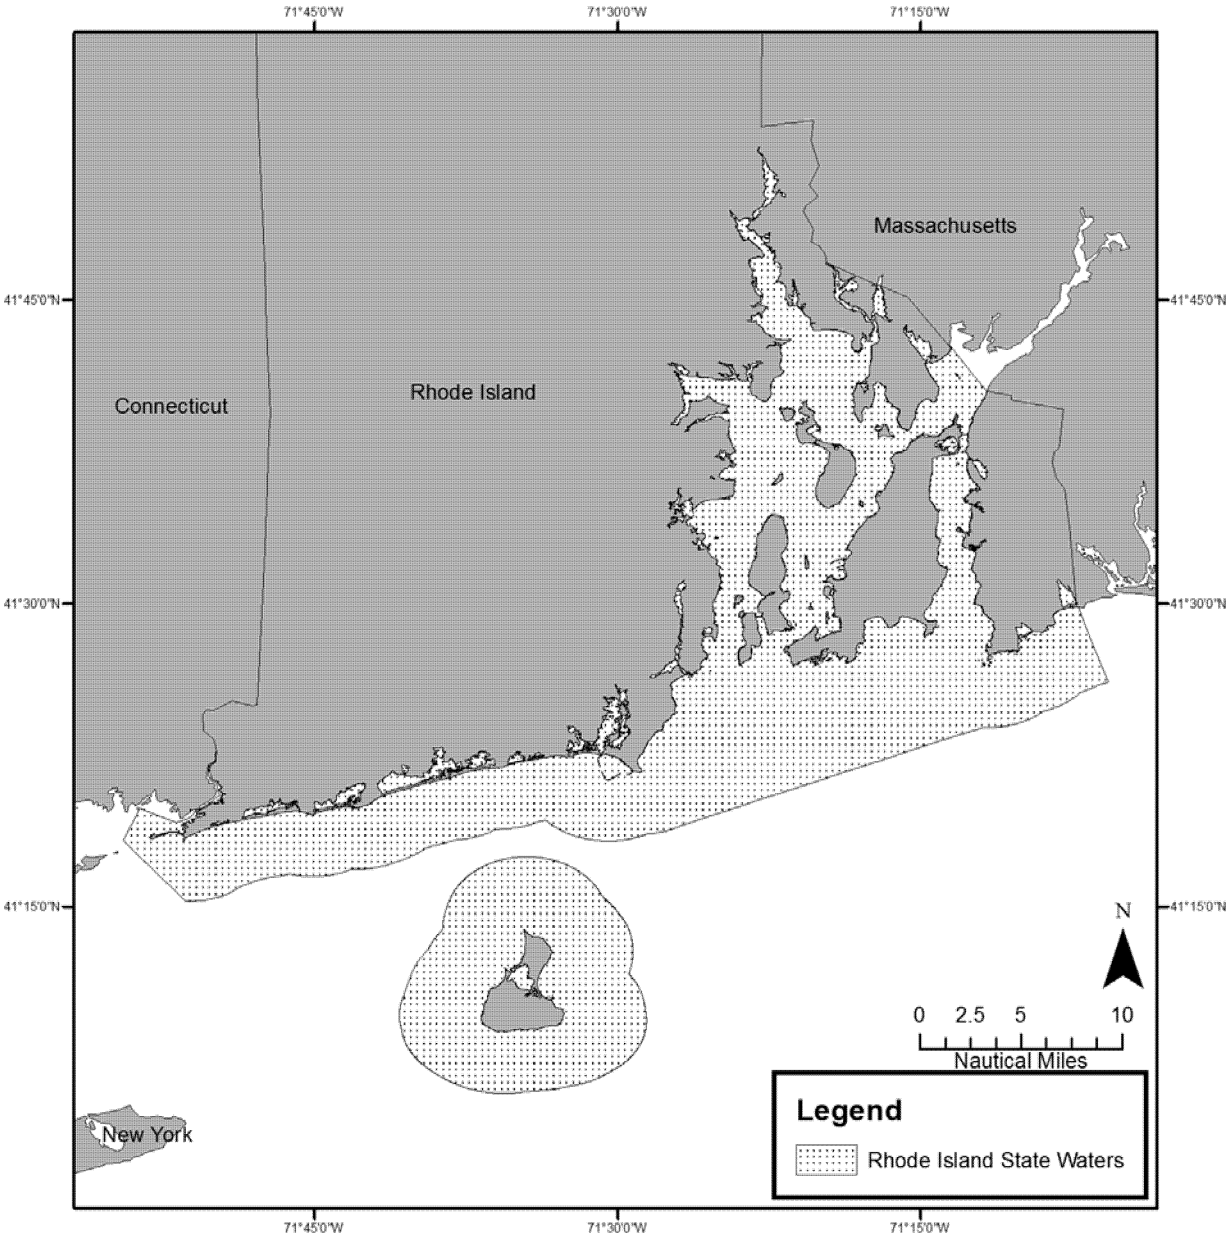 71°45'0"W 71°30'0"W 71°15'0"W
Massachusetts
41°45'0"N 41°45'0"N
Rhode Island
Connecticut
41°30'0"N 41°30'0"N
41°15'0"N 41°15'0"N
N
0 2.5 5 10
Nautical Miles
Legend
New York
Rhode Island State Waters
71°45'0"W 71°30'0"W 71°15'0"W